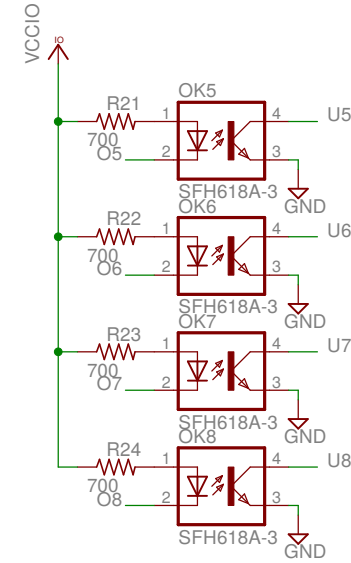 VCCIO
IO
OK5
R21
1
4
U5
700
O5
2
3
SFH618A-3
GND
OK6
R22
1
4
U6
700
O6
2
3
SFH618A-3
GND
OK7
R23
1
4
U7
700
O7
2
3
SFH618A-3
GND
OK8
R24
1
4
U8
700
O8
2
3
SFH618A-3
GND